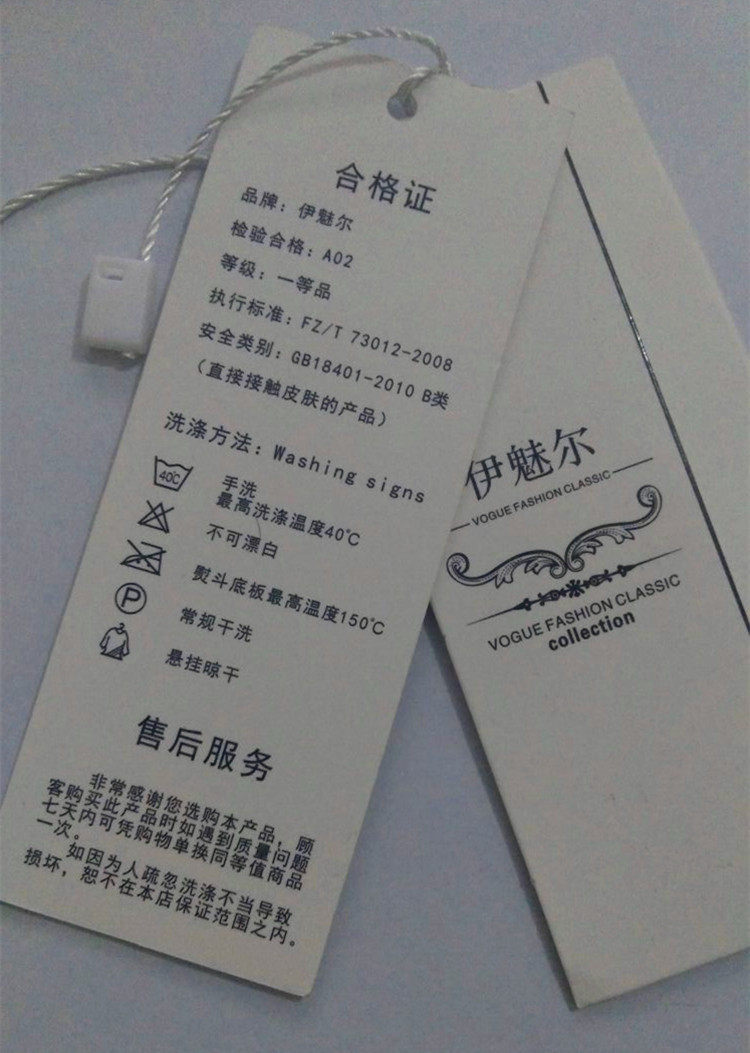 合格证
品牌：伊魅尔
检验合格：A02
等级：一等品
执行标准：FZ/T 73012-2008
安全类别：GB18401-2010 B类
（直接接触皮肤的产品）
洗涤方法：Washing signs
40℃
手洗
最高洗涤温度40℃
不可漂白
熨斗底板最高温度150℃
P
常规干洗
悬挂晾干
售后服务
非常感谢您选购本产品，顾
客购买此产品时如遇到质量问题
七天内可凭购物单换同等值商品
一次。
如因为人疏忽洗涤不当导致
损坏，恕不在本店保证范围之内。
伊魅尔
VOGUE FASHION CLASSIC
VOGUE FASHION CLASSIC
collection